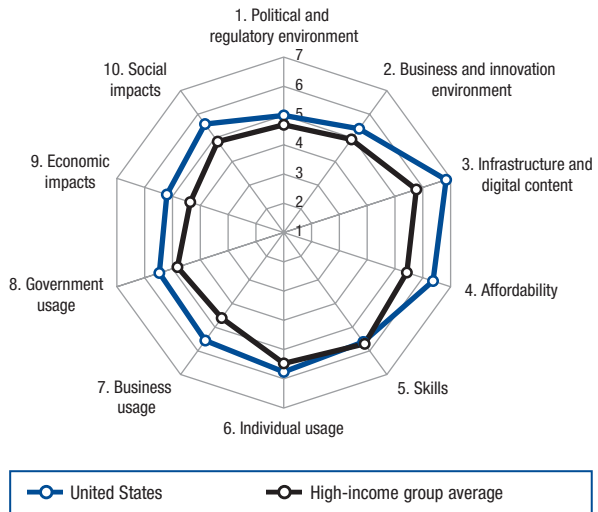 1. Political and
regulatory environment
2. Business and innovation
environment
3. Infrastructure and
digital content
4. Affordability
5. Skills
6. Individual usage
7. Business
usage
8. Government
usage
9. Economic
impacts
10. Social
impacts
7
6
5
4
3
2
1
United States
High-income group average